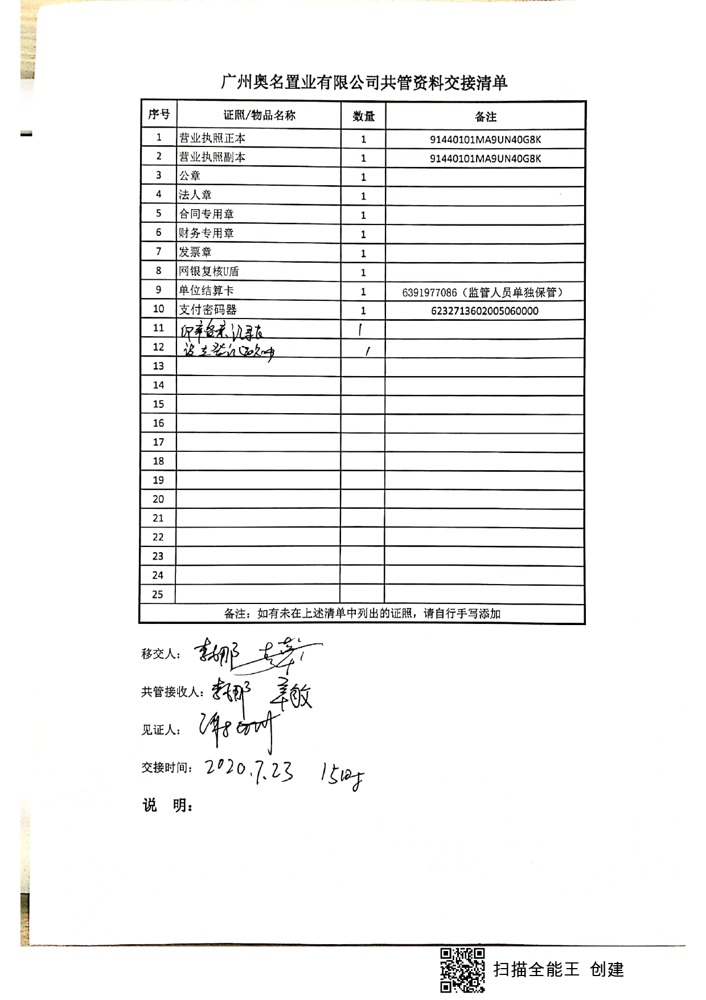 广州奥名置业有限公司共管资料交接清单
序号 证照/物品名称 数量 备注
1 营业执照正本 1 91440101MA9UN40G8K
2 营业执照副本 1 91440101MA9UN40G8K
3 公章 1
4 法人章 1
5 合同专用章 1
6 财务专用章 1
7 发票章 1
8 网银复核U盾 1
9 单位结算卡 1 6391977086（监管人员单独保管）
10 支付密码器 1 6232713602005060000
11 印章备案记录表 1
12 设立登记 1
13
14
15
16
17
18
19
20
21
22
23
24
25
备注：如有未在上述清单中列出的证照，请自行手写添加
移交人： 李娜
共管接收人： 李娜
见证人：
交接时间： 2020.7.23 15时
说 明：
扫描全能王 创建